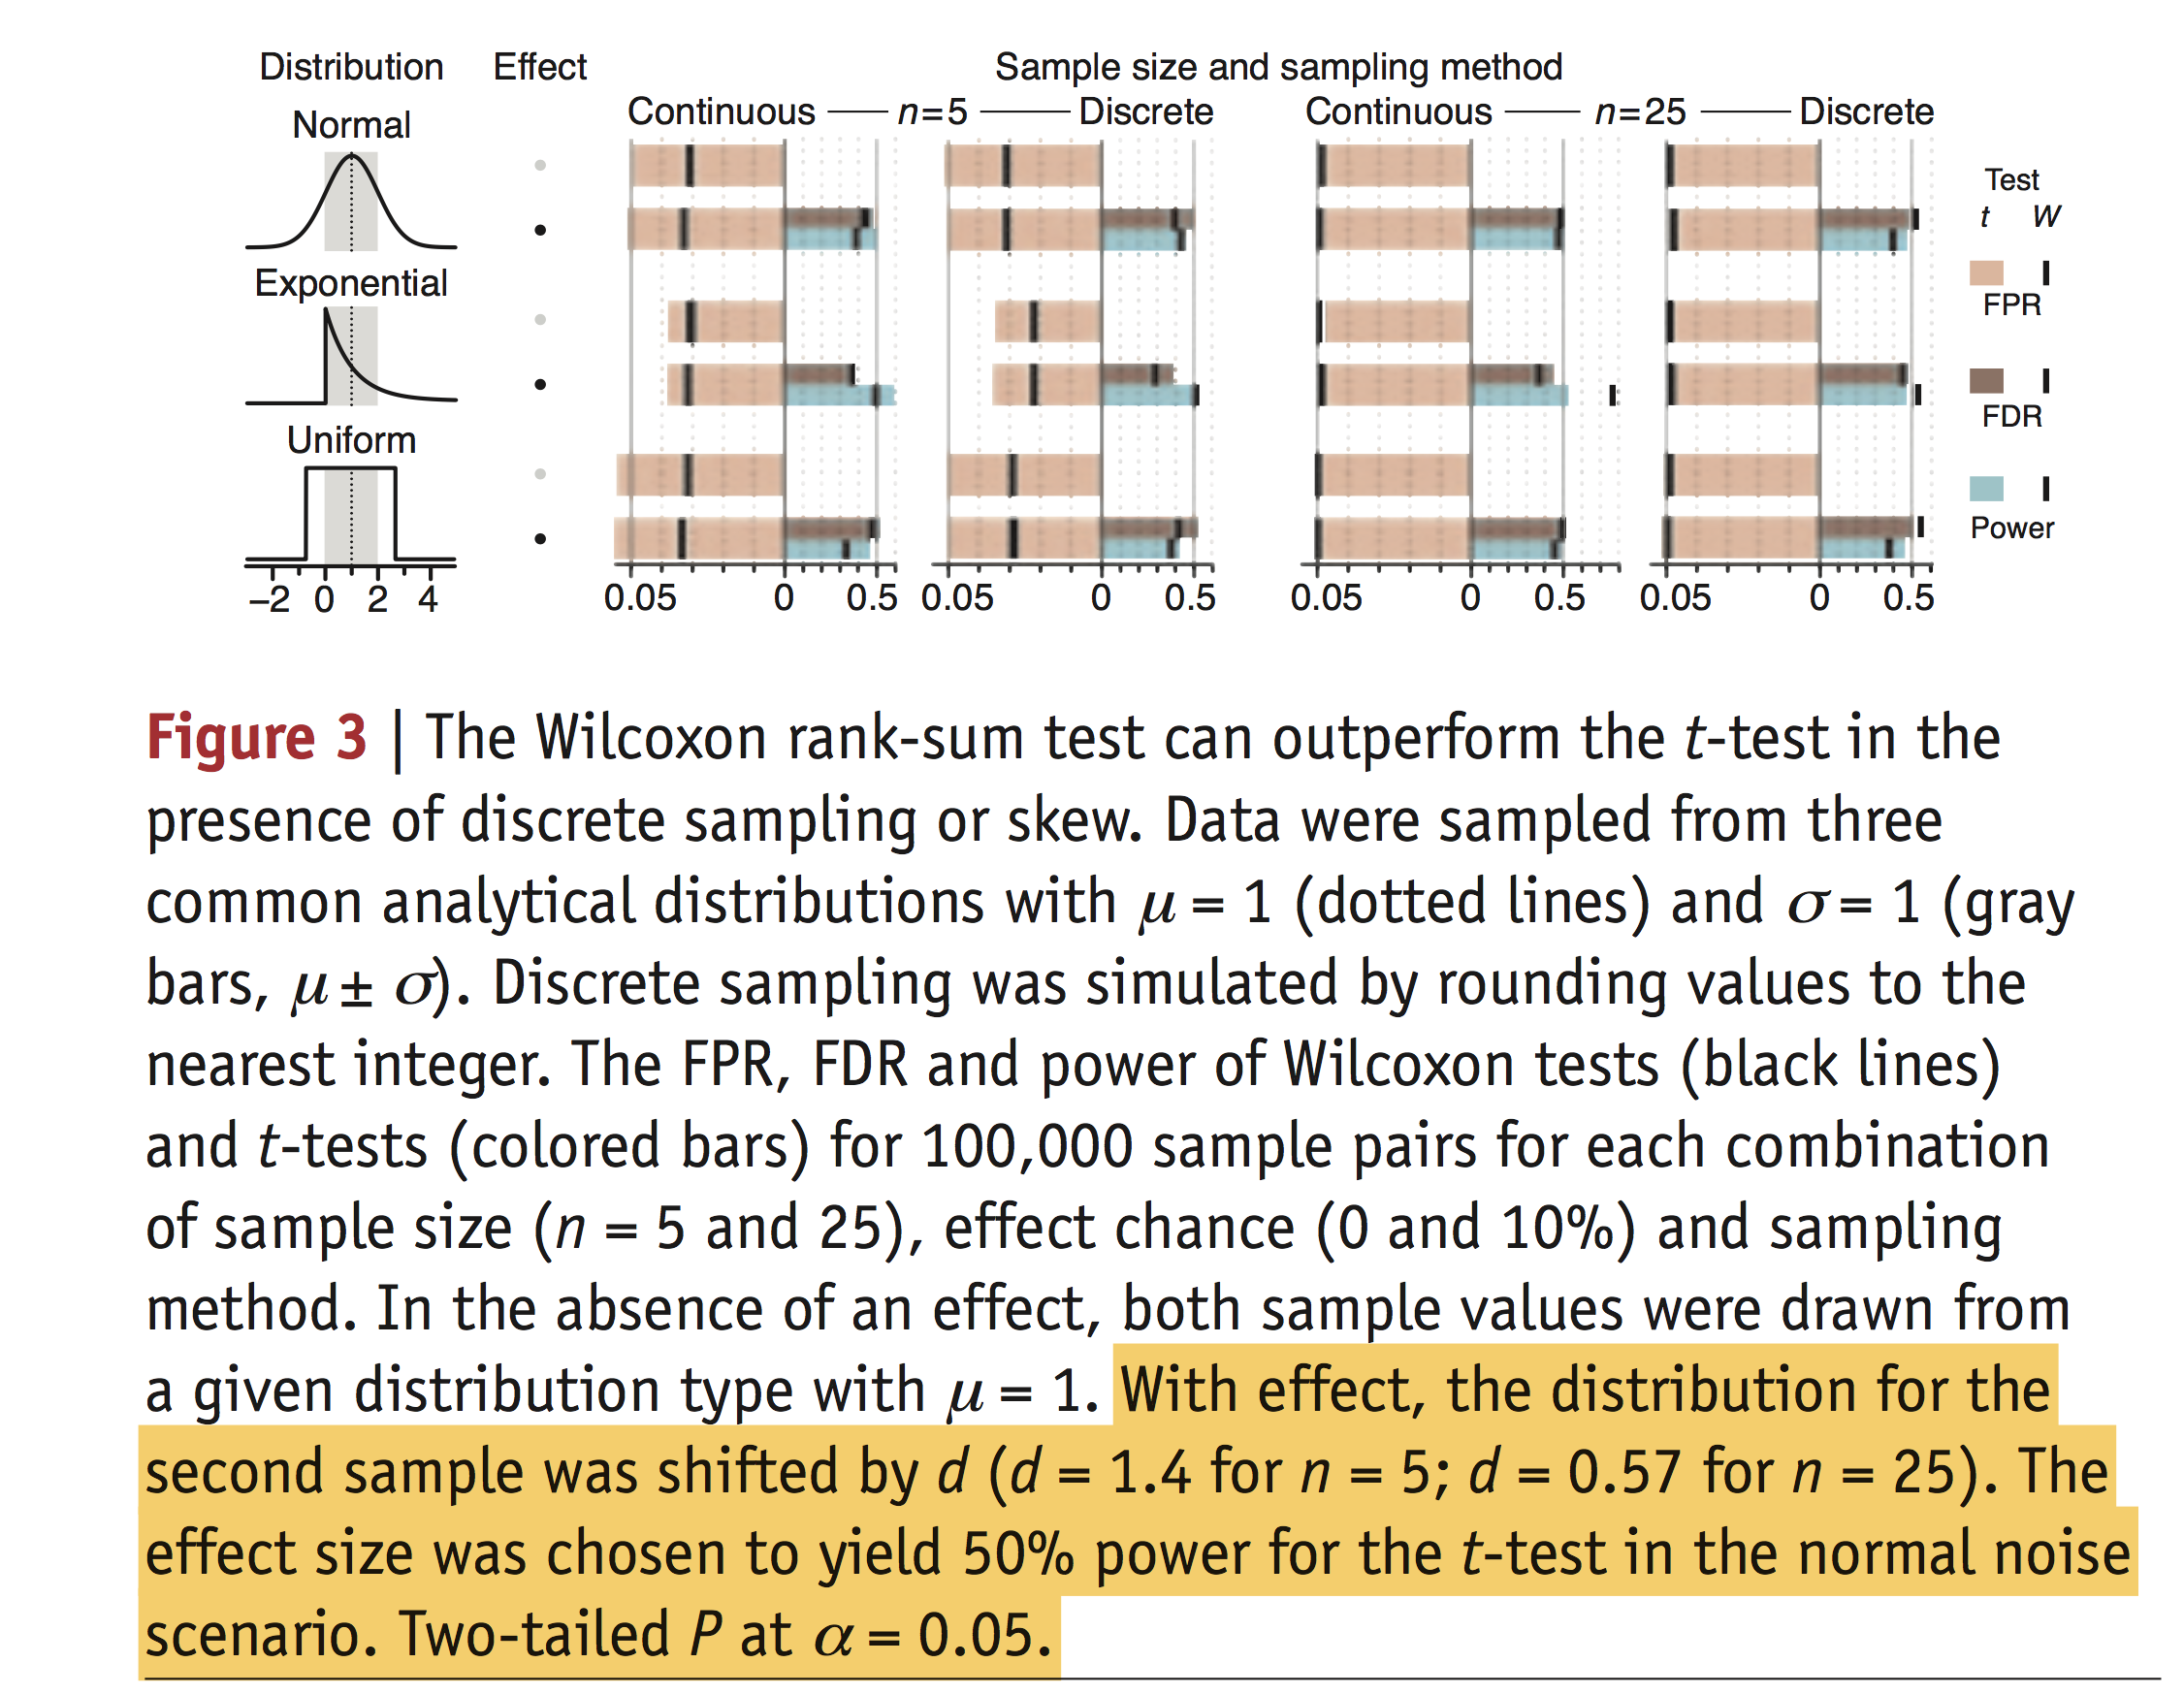 Distribution Effect Sample size and sampling method
Continuous n=5 Discrete Continuous n=25 Discrete
Normal
Exponential
Uniform
−2 0 2 4
0.05 0 0.5 0.05 0 0.5 0.05 0 0.5 0.05 0 0.5
Test
t W
FPR
FDR
Power
Figure 3 | The Wilcoxon rank-sum test can outperform the t-test in the
presence of discrete sampling or skew. Data were sampled from three
common analytical distributions with μ = 1 (dotted lines) and σ = 1 (gray
bars, μ ± σ). Discrete sampling was simulated by rounding values to the
nearest integer. The FPR, FDR and power of Wilcoxon tests (black lines)
and t-tests (colored bars) for 100,000 sample pairs for each combination
of sample size (n = 5 and 25), effect chance (0 and 10%) and sampling
method. In the absence of an effect, both sample values were drawn from
a given distribution type with μ = 1. With effect, the distribution for the
second sample was shifted by d (d = 1.4 for n = 5; d = 0.57 for n = 25). The
effect size was chosen to yield 50% power for the t-test in the normal noise
scenario. Two-tailed P at α = 0.05.